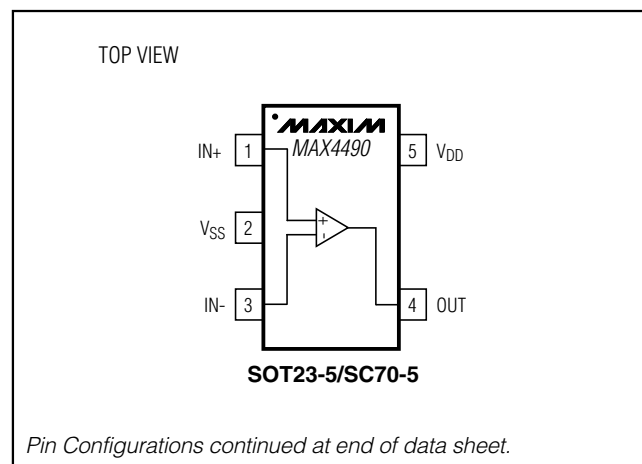 TOP VIEW
MAXIM
MAX4490
IN+ 1
5 VDD
VSS 2
+
-
IN- 3
4 OUT
SOT23-5/SC70-5
Pin Configurations continued at end of data sheet.